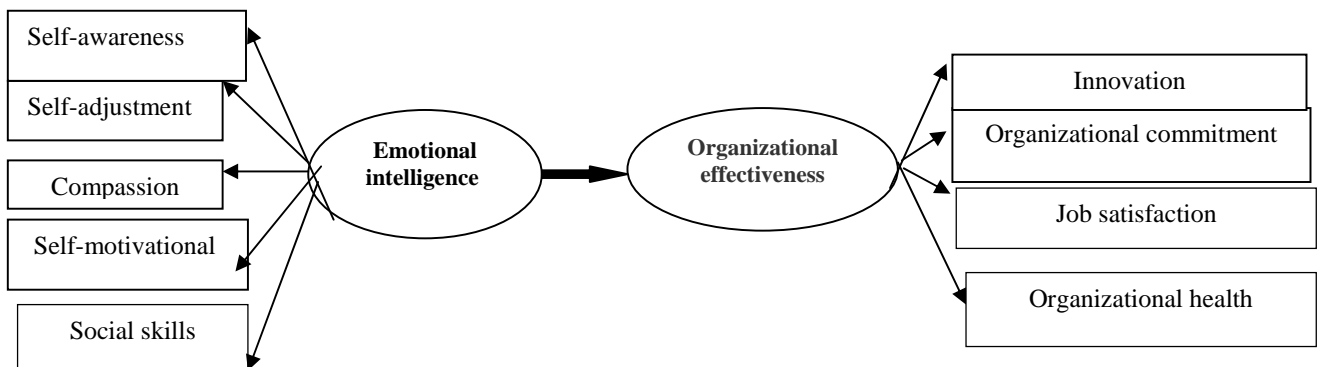 Self-awareness
Self-adjustment
Compassion
Self-motivational
Social skills
Emotional
intelligence
Organizational
effectiveness
Innovation
Organizational commitment
Job satisfaction
Organizational health